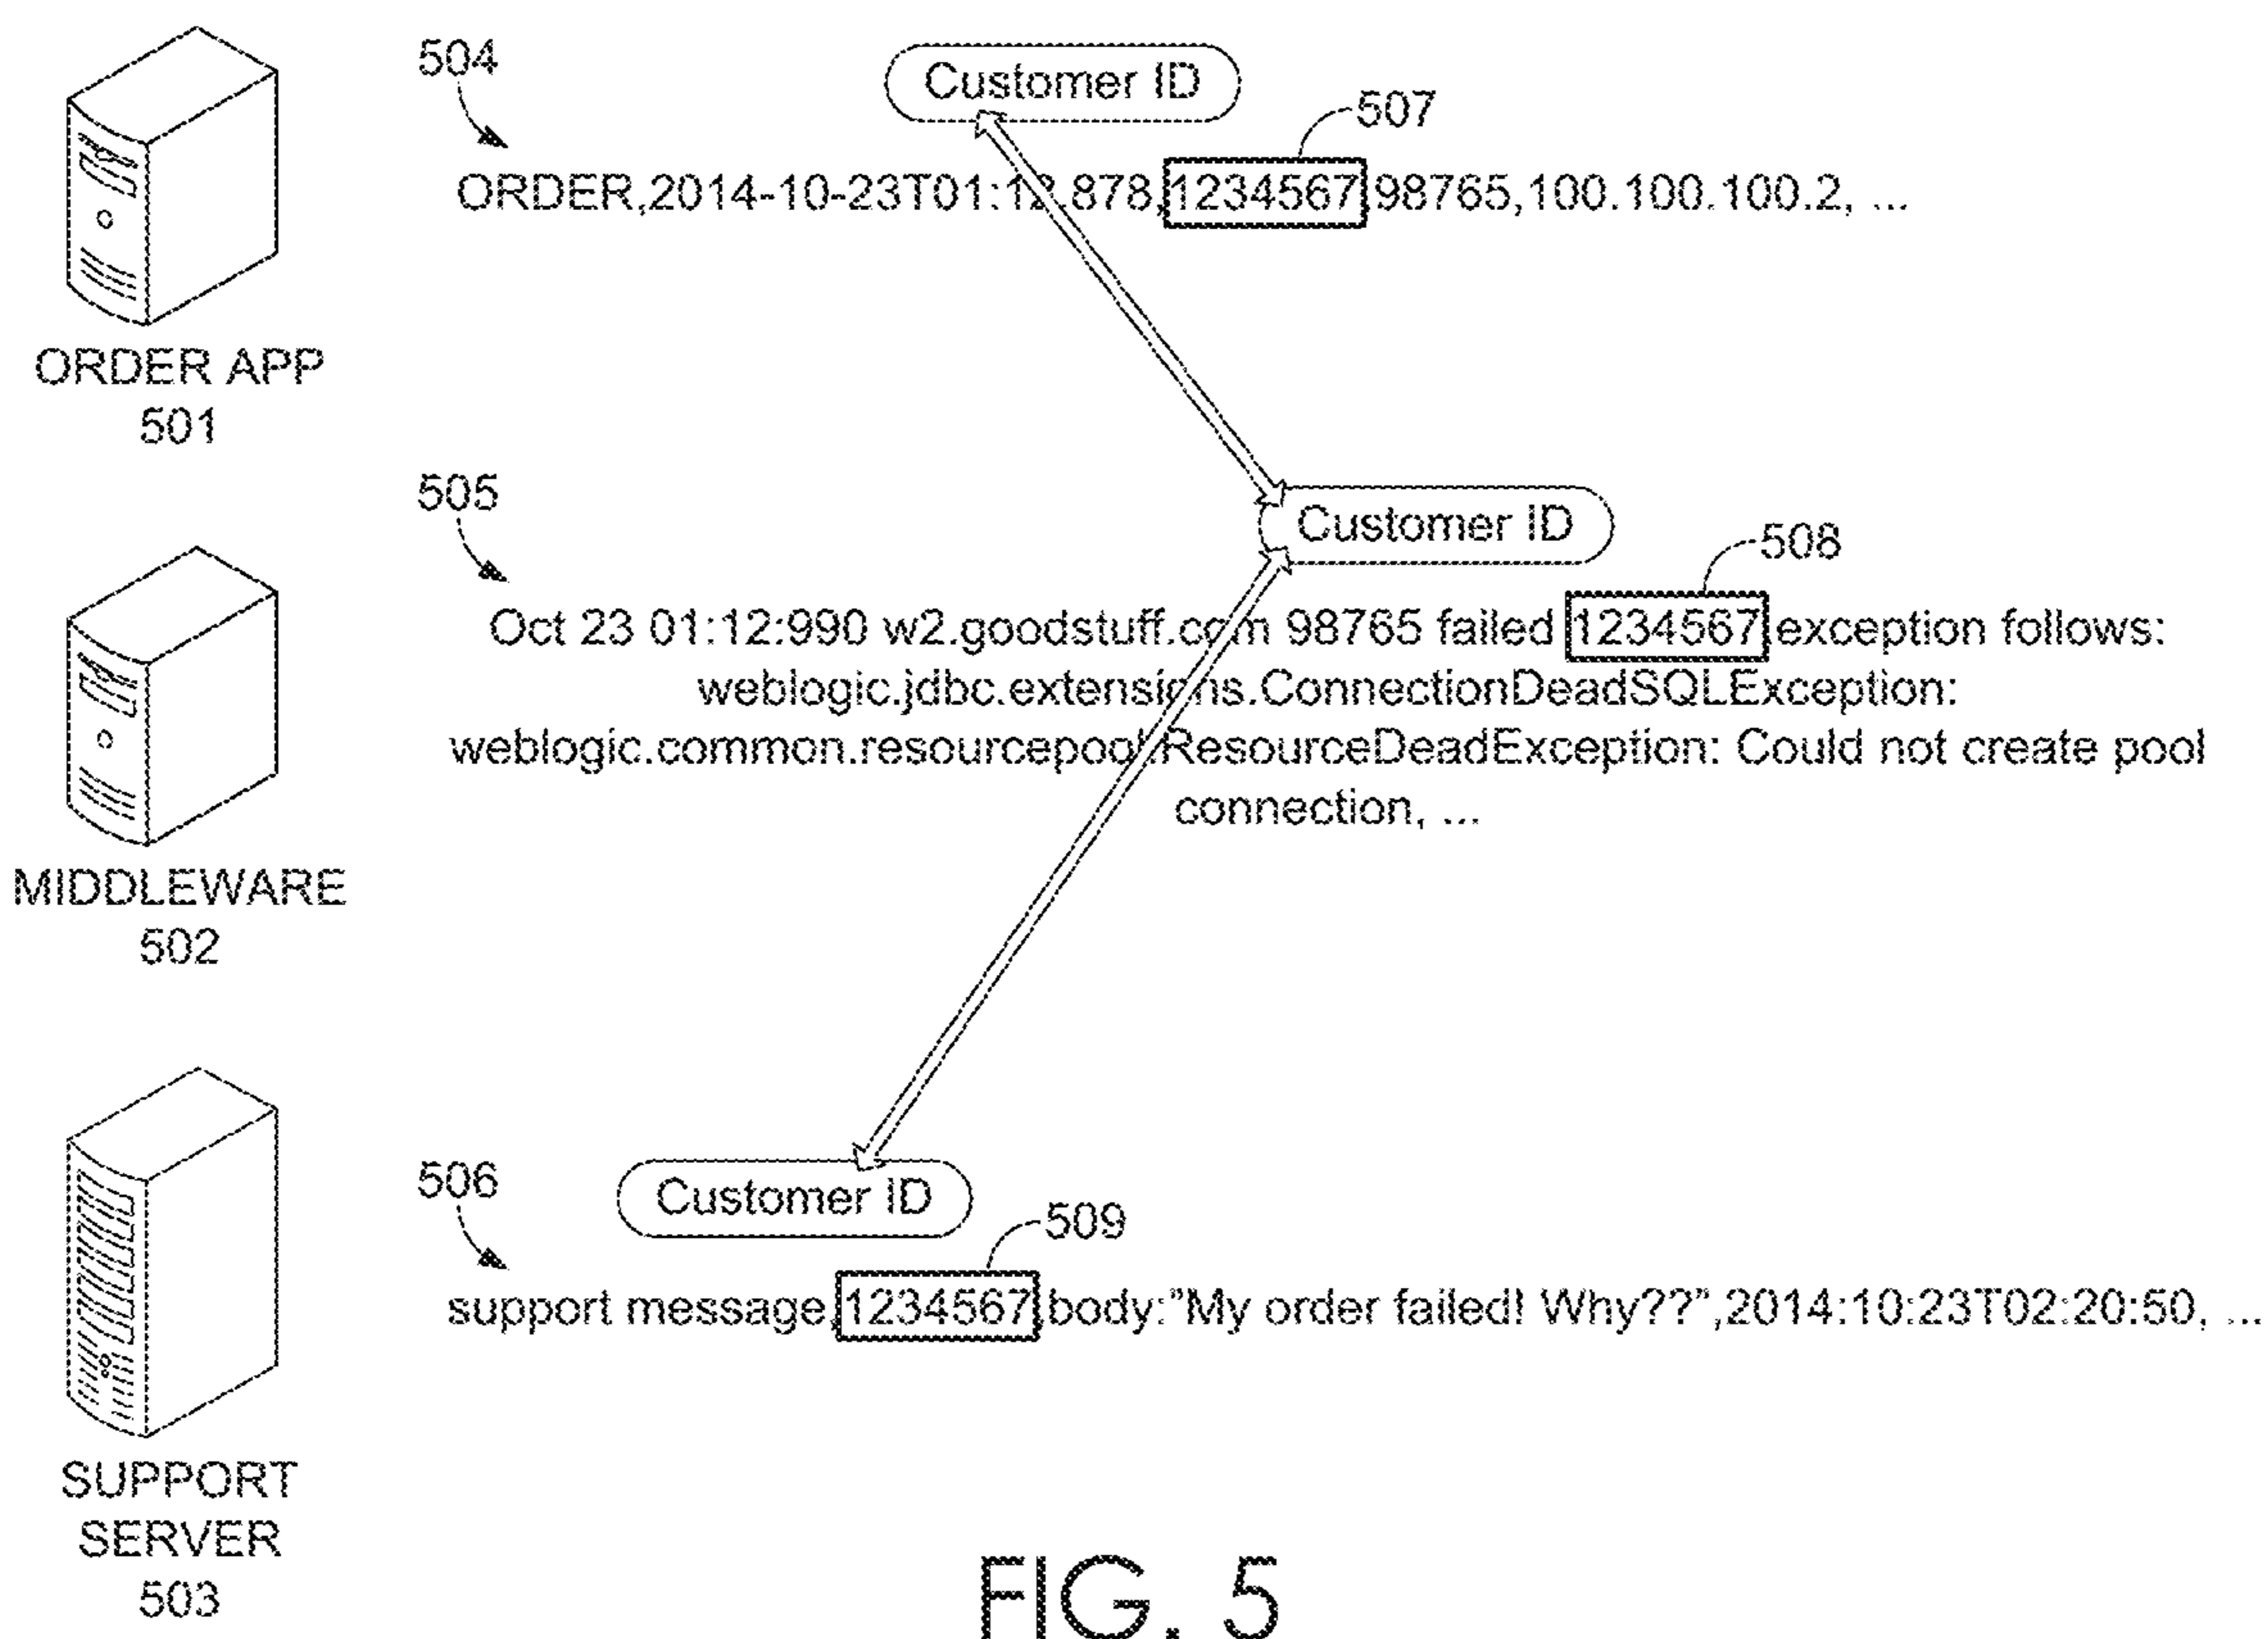 504
Customer ID
507
ORDER,2014-10-23T01:12.878,1234567,98765,100.100.100.2, ...
ORDER APP
501
505
Customer ID
508
Oct 23 01:12:990 w2.goodstuff.com 98765 failed 1234567 exception follows:
weblogic.jdbc.extensions.ConnectionDeadSQLException:
weblogic.common.resourcepool.ResourceDeadException: Could not create pool
connection, ...
MIDDLEWARE
502
506
Customer ID
509
support message,1234567,body:"My order failed! Why??",2014:10:23T02:20:50, ...
SUPPORT
SERVER
503
FIG. 5